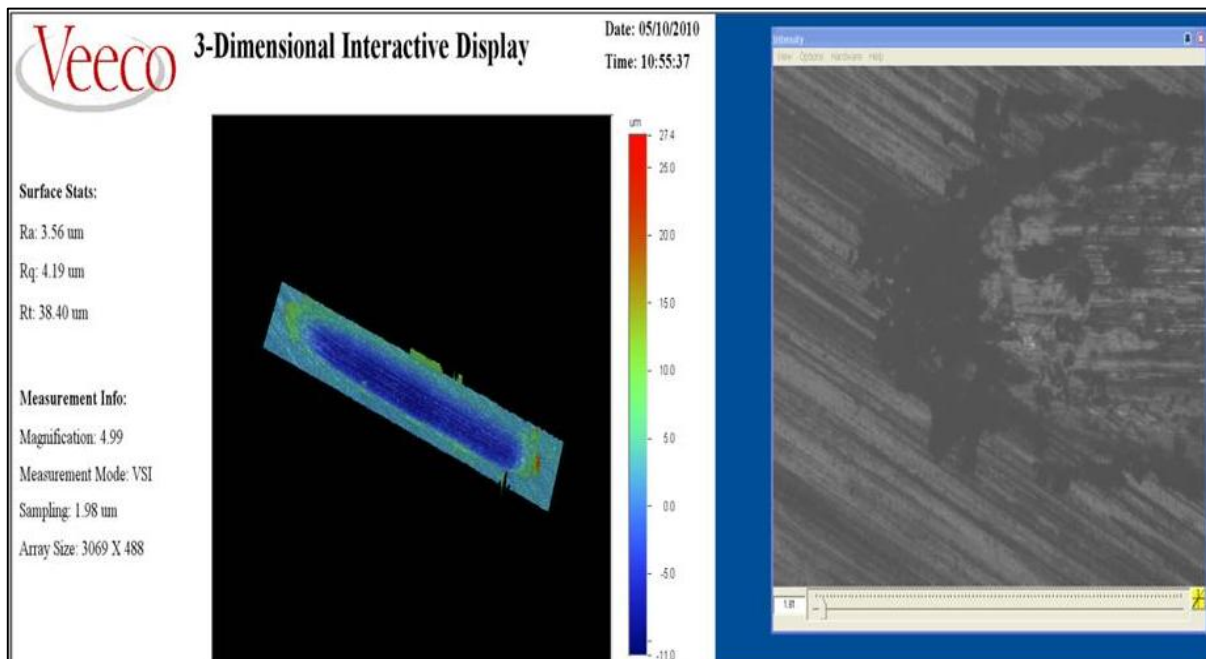 Veeco
3-Dimensional Interactive Display
Date: 05/10/2010
Time: 10:55:37
Surface Stats:
Ra: 3.56 um
Rq: 4.19 um
Rt: 38.40 um
Measurement Info:
Magnification: 4.99
Measurement Mode: VSI
Sampling: 1.98 um
Array Size: 3069 X 488
um
27.4
25.0
20.0
15.0
10.0
5.0
0.0
-5.0
-11.0
Intensity
View Options Hardware Help
1.81